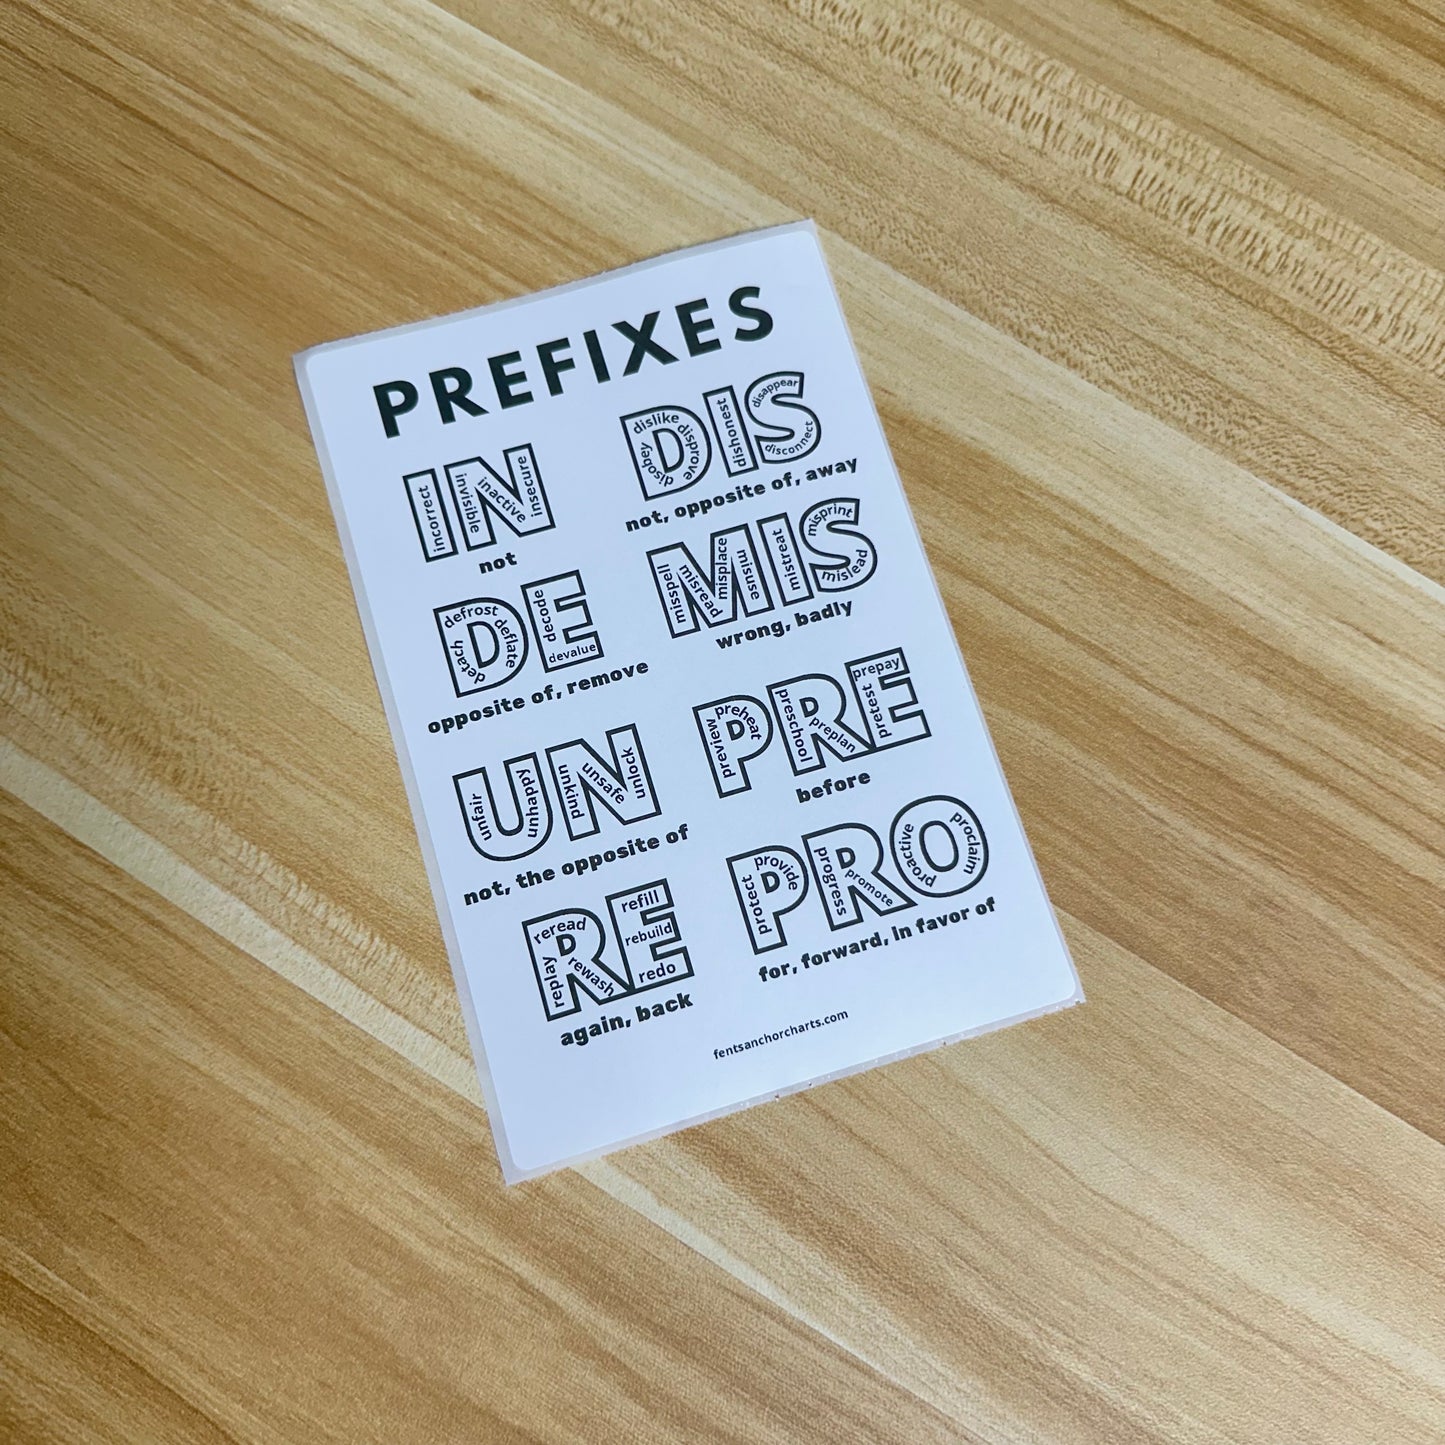 PREFIXES
IN
incorrect
invisible
inactive
insecure
not
DIS
disobey
dislike
disprove
dishonest
disappear
disconnect
not, opposite of, away
DE
detach
defrost
deflate
decode
devalue
opposite of, remove
MIS
misspell
misread
misplace
misuse
mistreat
misprint
mislead
wrong, badly
UN
unfair
unhappy
unkind
unsafe
unlock
not, the opposite of
PRE
preview
preheat
preschool
preplan
prepay
pretest
before
RE
replay
reread
rewash
refill
rebuild
redo
again, back
PRO
protect
provide
progress
promote
proactive
proclaim
for, forward, in favor of
fentsanchorcharts.com